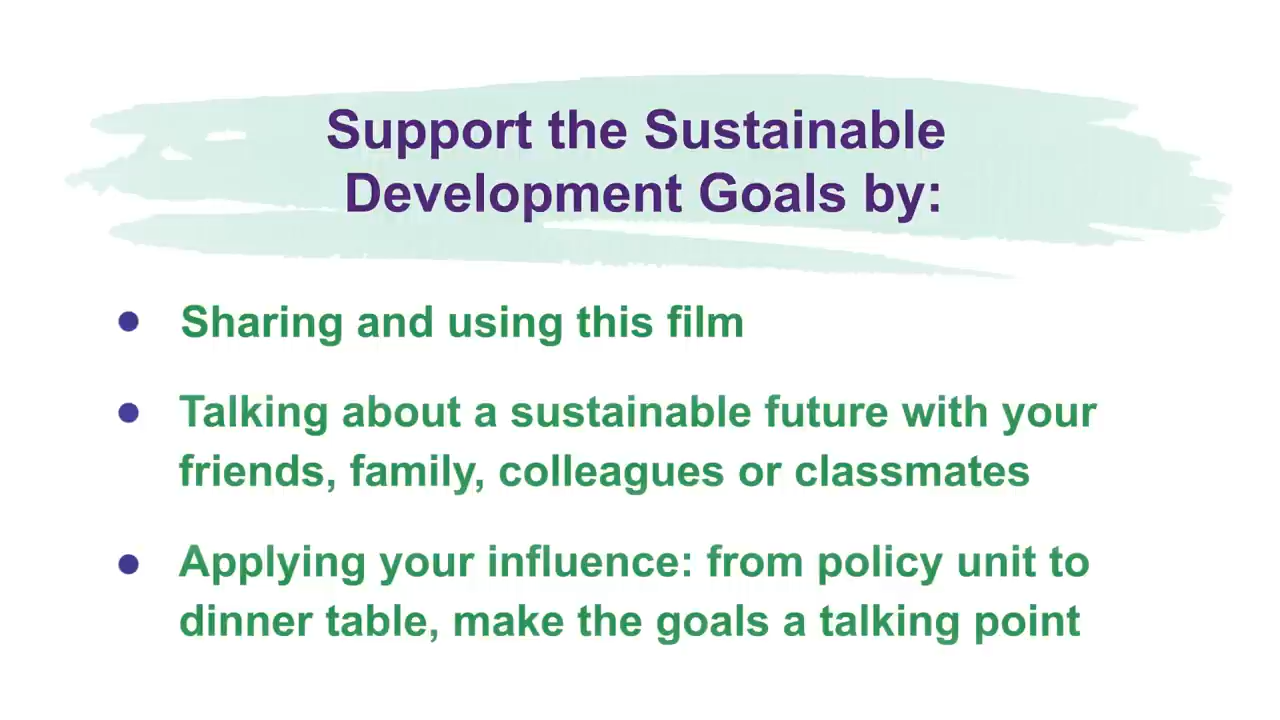 Support the Sustainable
Development Goals by:
• Sharing and using this film
• Talking about a sustainable future with your
friends, family, colleagues or classmates
• Applying your influence: from policy unit to
dinner table, make the goals a talking point